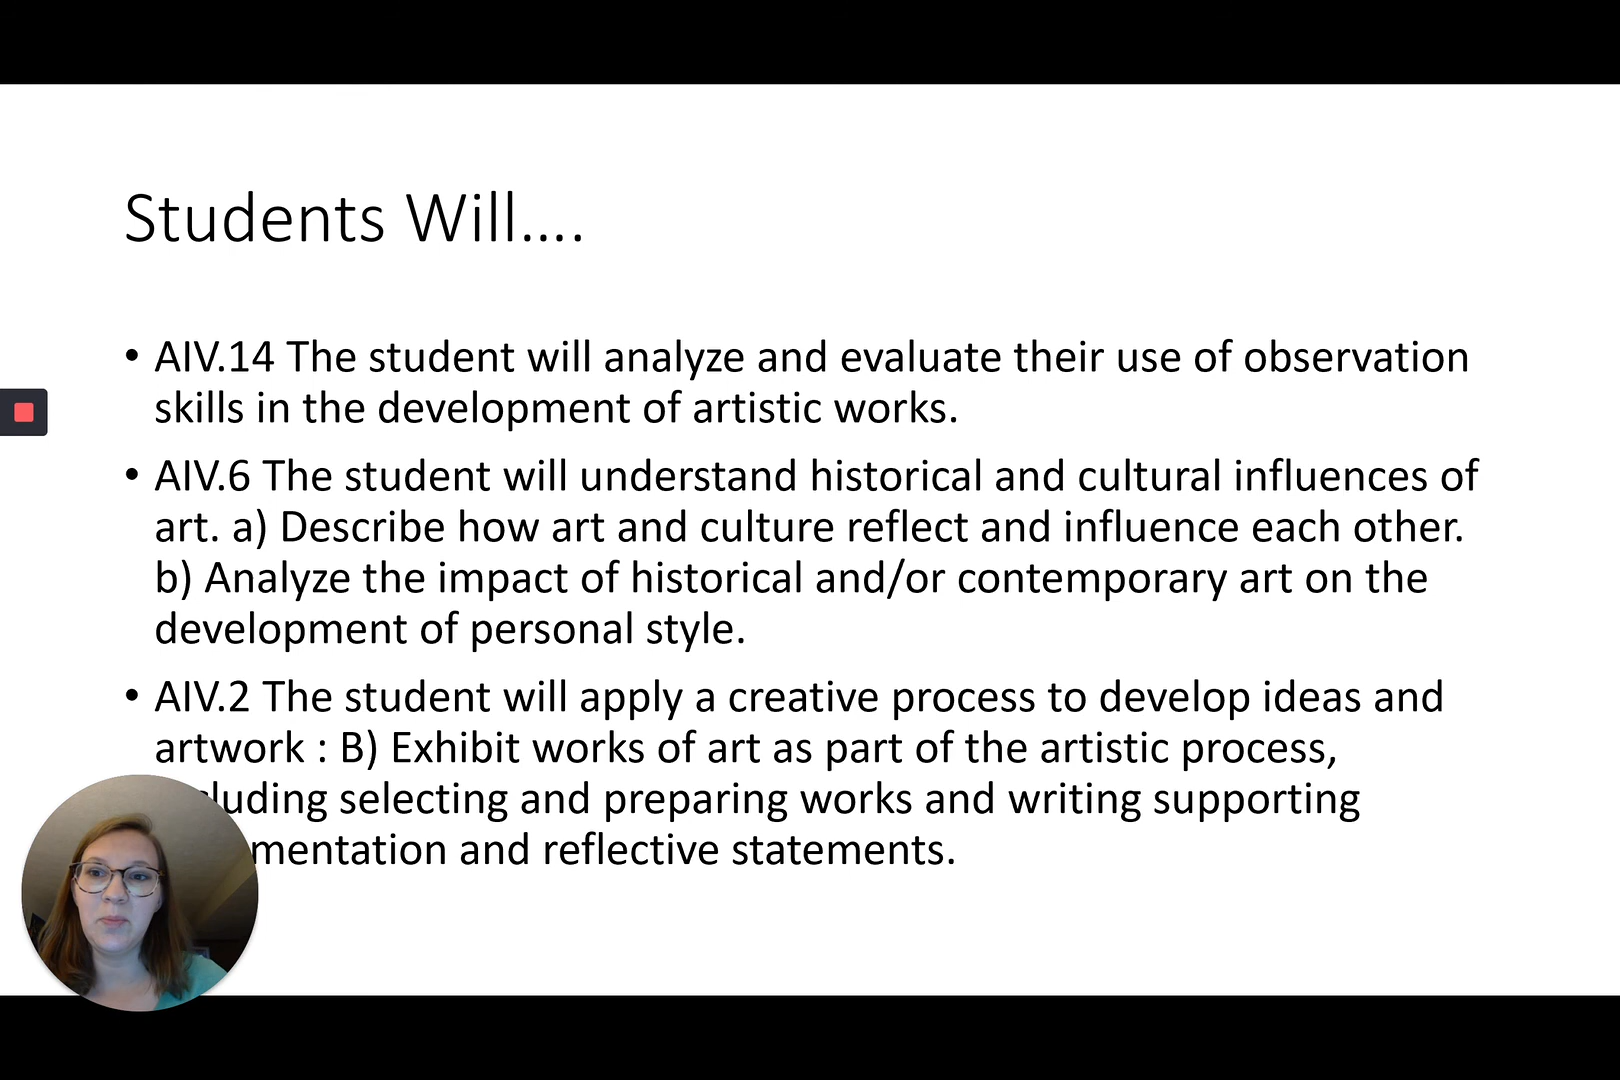 Students Will....
• AIV.14 The student will analyze and evaluate their use of observation
skills in the development of artistic works.
• AIV.6 The student will understand historical and cultural influences of
art. a) Describe how art and culture reflect and influence each other.
b) Analyze the impact of historical and/or contemporary art on the
development of personal style.
• AIV.2 The student will apply a creative process to develop ideas and
artwork : B) Exhibit works of art as part of the artistic process,
selecting and preparing works and writing supporting
and reflective statements.